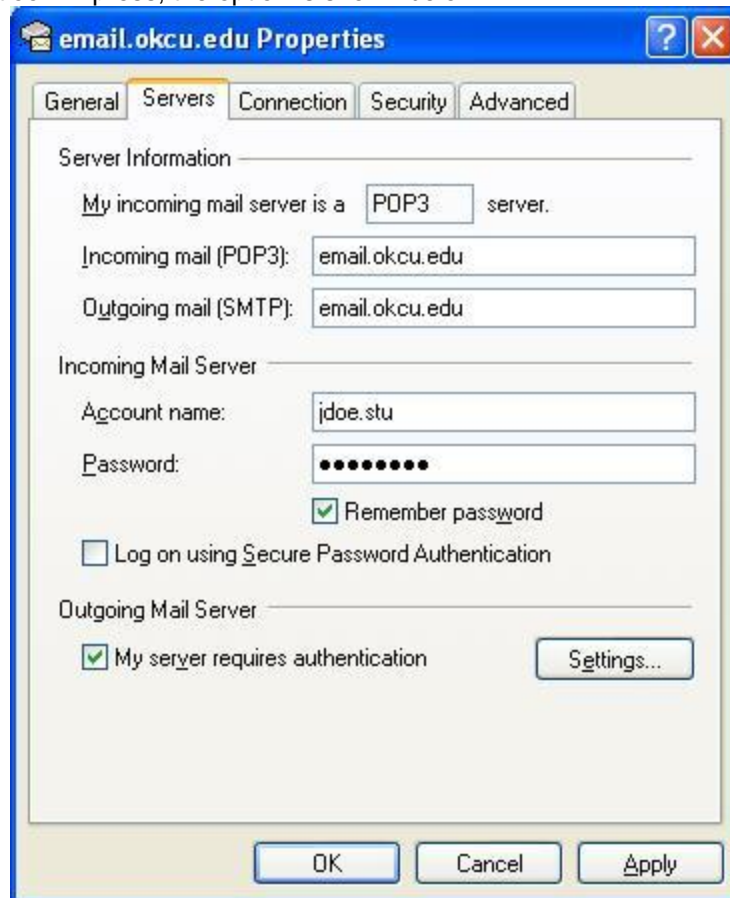 email.okcu.edu Properties
General Servers Connection Security Advanced
Server Information
My incoming mail server is a POP3 server.
Incoming mail (POP3): email.okcu.edu
Outgoing mail (SMTP): email.okcu.edu
Incoming Mail Server
Account name: jdoe.stu
Password: ●●●●●●●●
Remember password
Log on using Secure Password Authentication
Outgoing Mail Server
My server requires authentication Settings...
OK Cancel Apply